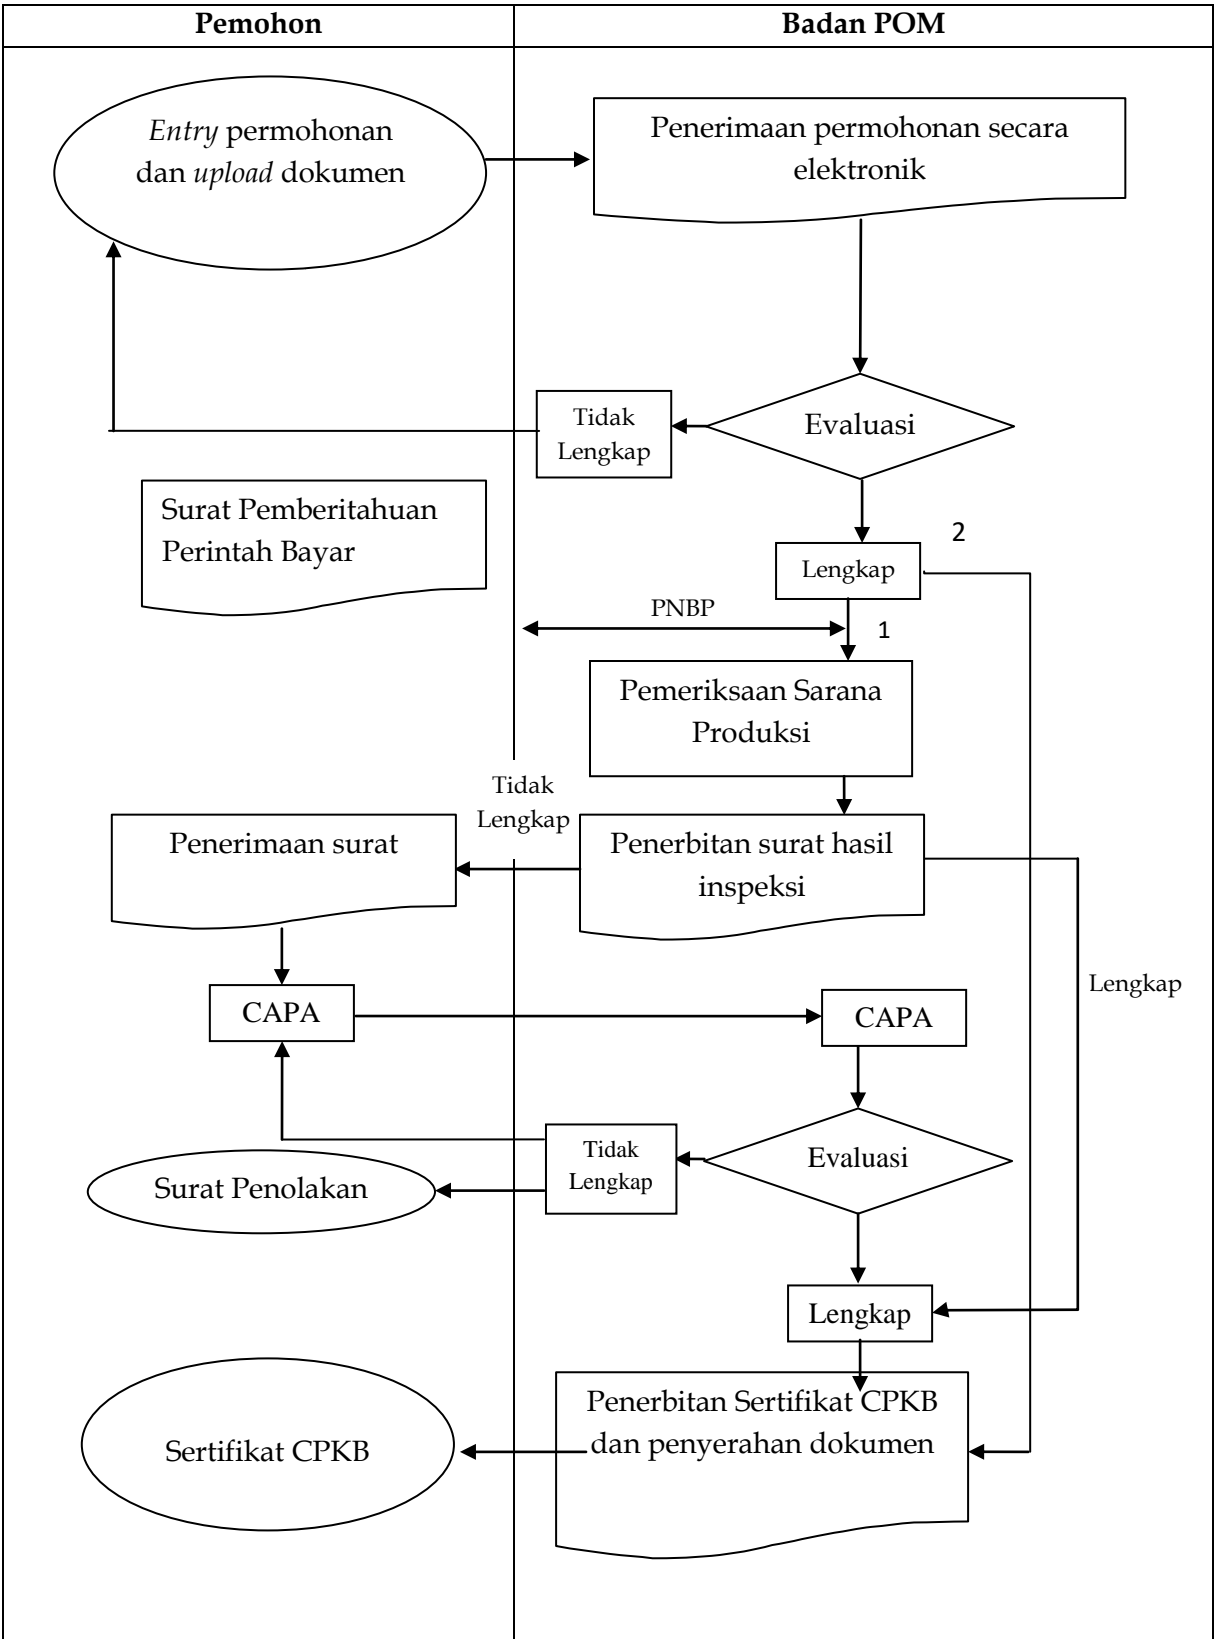 Pemohon
Badan POM
Entry permohonan
dan upload dokumen
Penerimaan permohonan secara
elektronik
Tidak
Lengkap
Evaluasi
Surat Pemberitahuan
Perintah Bayar
2
Lengkap
PNBP
1
Pemeriksaan Sarana
Produksi
Tidak
Lengkap
Penerimaan surat
Penerbitan surat hasil
inspeksi
Lengkap
CAPA
CAPA
Tidak
Lengkap
Evaluasi
Surat Penolakan
Lengkap
Penerbitan Sertifikat CPKB
dan penyerahan dokumen
Sertifikat CPKB